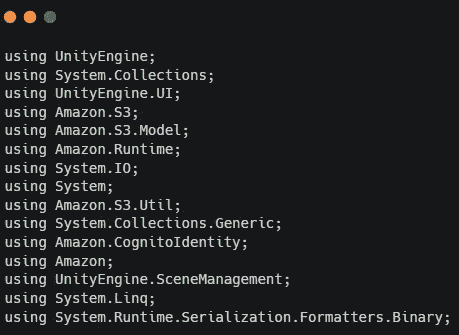 using UnityEngine;
using System.Collections;
using UnityEngine.UI;
using Amazon.S3;
using Amazon.S3.Model;
using Amazon.Runtime;
using System.IO;
using System;
using Amazon.S3.Util;
using System.Collections.Generic;
using Amazon.CognitoIdentity;
using Amazon;
using UnityEngine.SceneManagement;
using System.Linq;
using System.Runtime.Serialization.Formatters.Binary;